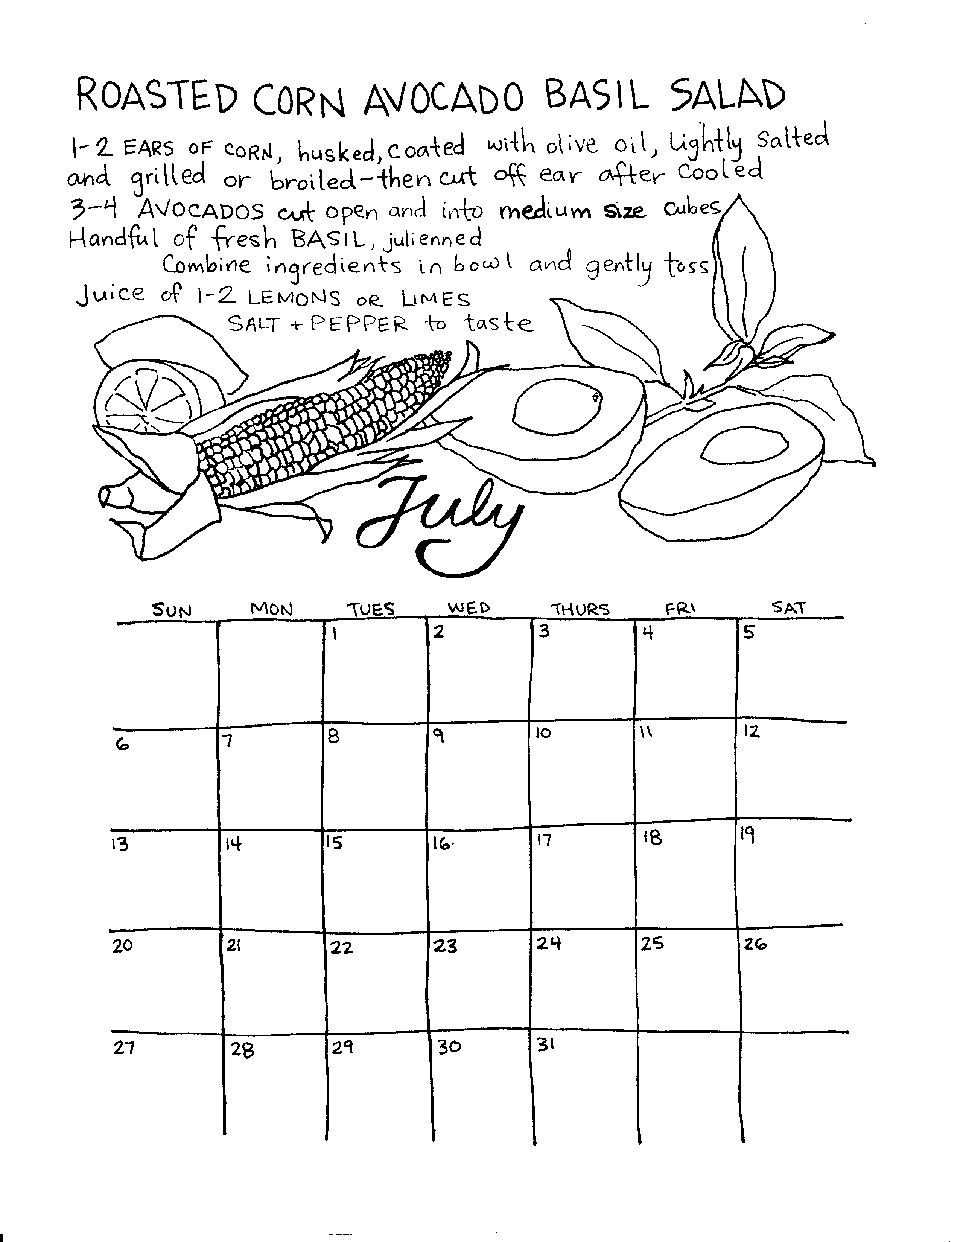 ROASTED CORN AVOCADO BASIL SALAD
1-2 EARS OF CORN, husked, coated with olive oil, Lightly Salted
and grilled or broiled - then cut off ear after Cooled
3-4 AVOCADOS cut open and into medium size cubes
Handful of fresh BASIL, julienned
Combine ingredients in bowl and gently toss
Juice of 1-2 LEMONS OR LIMES
SALT + PEPPER to taste
July
SUN MON TUES WED THURS FRI SAT
1 2 3 4 5
6 7 8 9 10 11 12
13 14 15 16 17 18 19
20 21 22 23 24 25 26
27 28 29 30 31